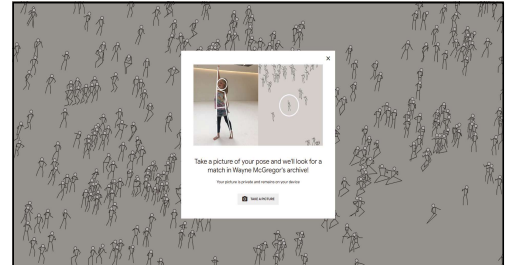 Take a picture of your pose and we'll look for a
match in Wayne McGregor's archive!
Your picture is private and remains on your device
TAKE A PICTURE